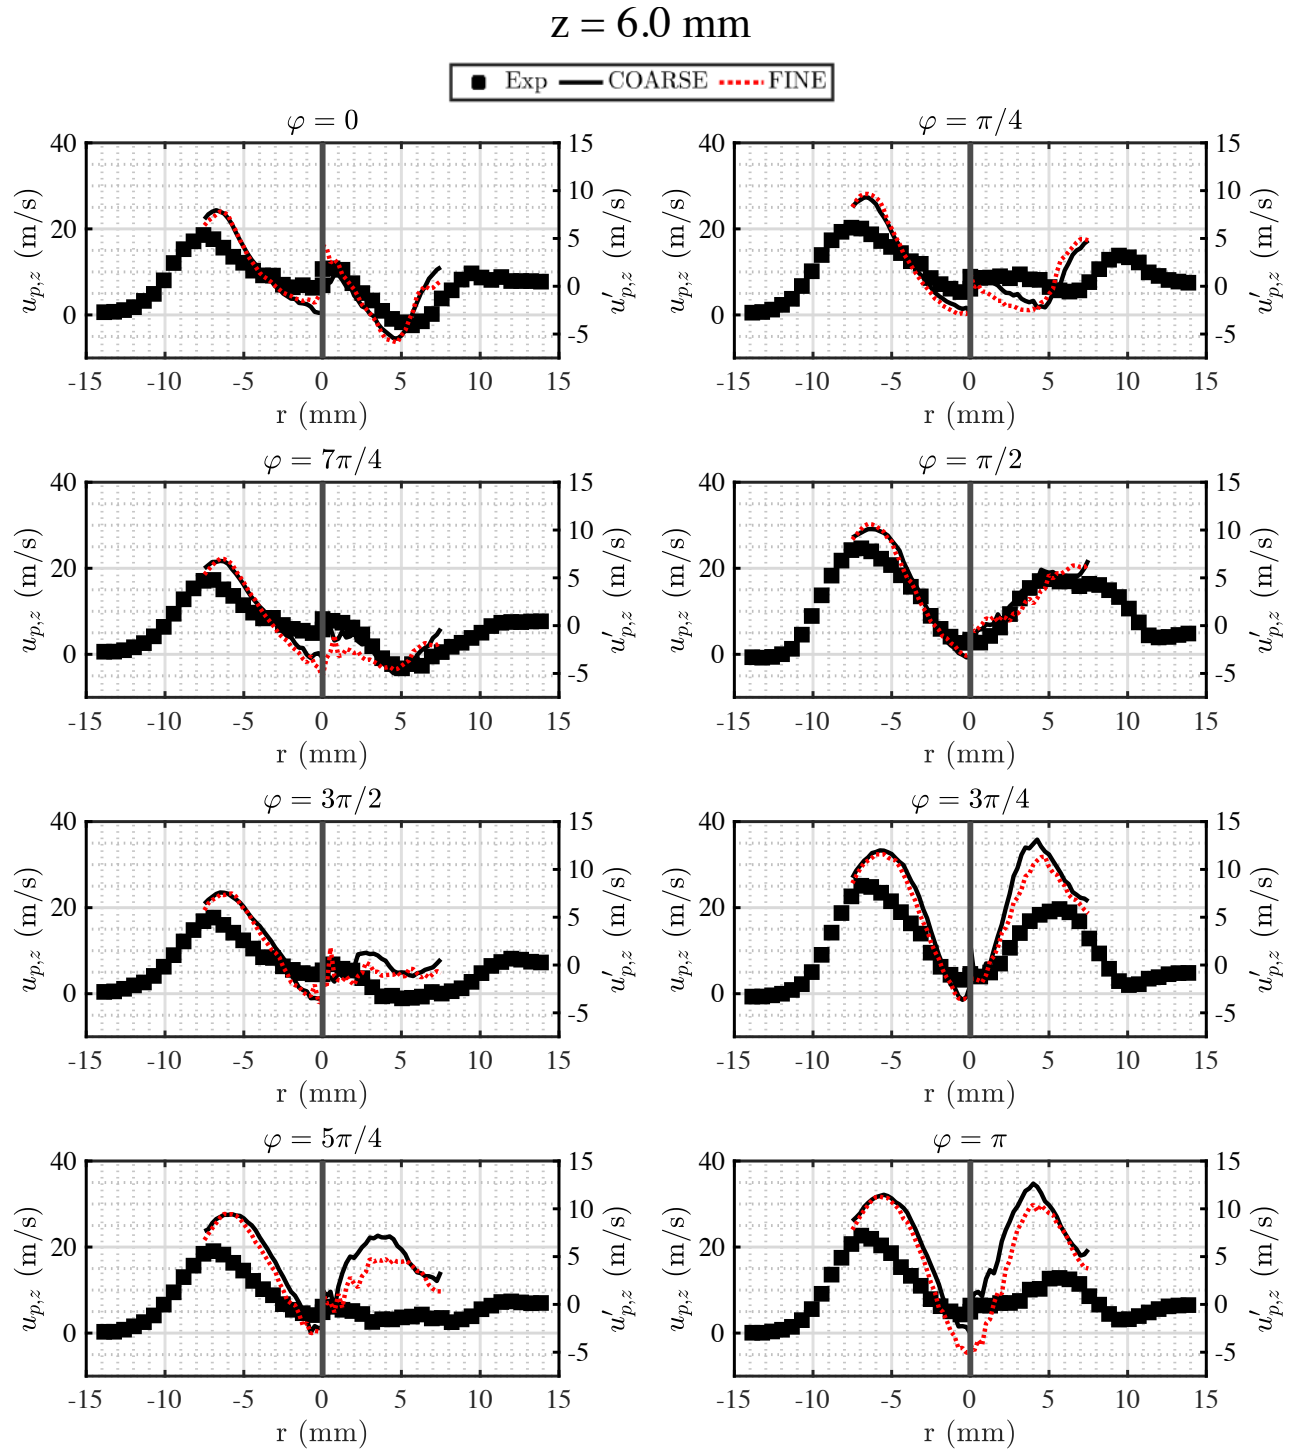 z = 6.0 mm
Exp COARSE FINE
φ = 0
40
20
0
15
10
5
0
-5
-15 -10 -5 0 5 10 15
r (mm)
u_{p,z} (m/s)
u'_{p,z} (m/s)
φ = π/4
40
20
0
15
10
5
0
-5
-15 -10 -5 0 5 10 15
r (mm)
u_{p,z} (m/s)
u'_{p,z} (m/s)
φ = 7π/4
40
20
0
15
10
5
0
-5
-15 -10 -5 0 5 10 15
r (mm)
u_{p,z} (m/s)
u'_{p,z} (m/s)
φ = π/2
40
20
0
15
10
5
0
-5
-15 -10 -5 0 5 10 15
r (mm)
u_{p,z} (m/s)
u'_{p,z} (m/s)
φ = 3π/2
40
20
0
15
10
5
0
-5
-15 -10 -5 0 5 10 15
r (mm)
u_{p,z} (m/s)
u'_{p,z} (m/s)
φ = 3π/4
40
20
0
15
10
5
0
-5
-15 -10 -5 0 5 10 15
r (mm)
u_{p,z} (m/s)
u'_{p,z} (m/s)
φ = 5π/4
40
20
0
15
10
5
0
-5
-15 -10 -5 0 5 10 15
r (mm)
u_{p,z} (m/s)
u'_{p,z} (m/s)
φ = π
40
20
0
15
10
5
0
-5
-15 -10 -5 0 5 10 15
r (mm)
u_{p,z} (m/s)
u'_{p,z} (m/s)